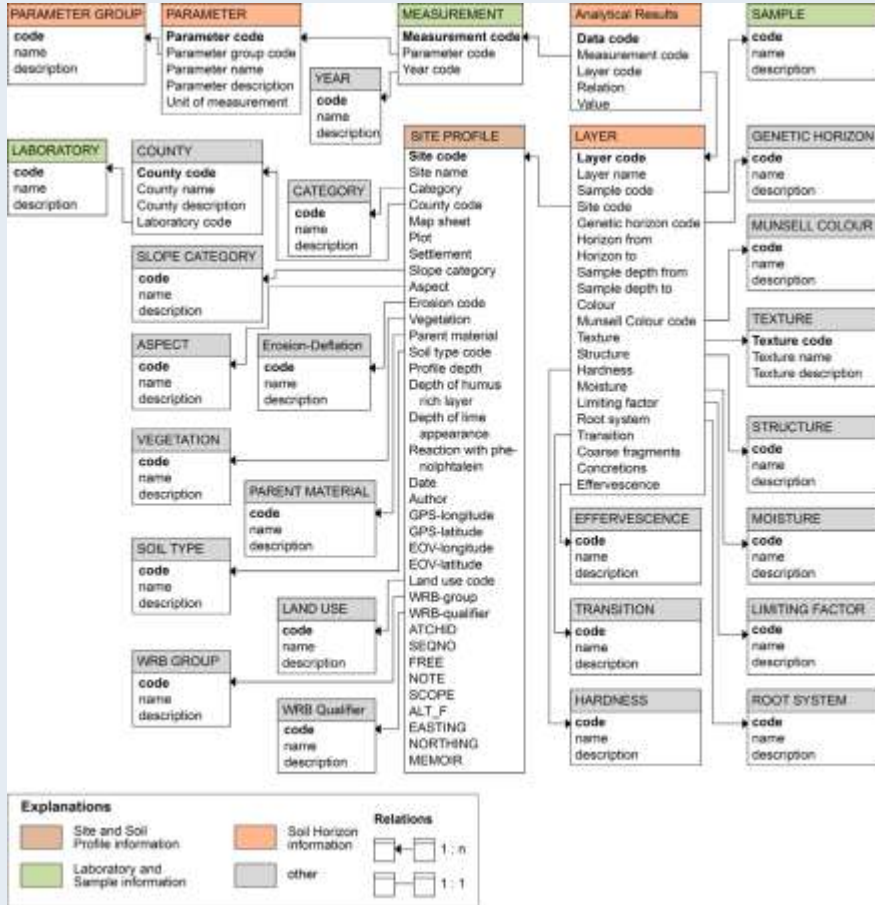 PARAMETER GROUP
code
name
description
PARAMETER
Parameter code
Parameter group code
Parameter name
Parameter description
Unit of measurement
MEASUREMENT
Measurement code
Parameter code
Year code
Analytical Results
Data code
Measurement code
Layer code
Relation
Value
SAMPLE
code
name
description
YEAR
code
name
description
LABORATORY
code
name
description
COUNTY
County code
County name
County description
Laboratory code
CATEGORY
code
name
description
SITE PROFILE
Site code
Site name
Category
County code
Map sheet
Plot
Settlement
Slope category
Aspect
Erosion code
Vegetation
Parent material
Soil type code
Profile depth
Depth of humus
rich layer
Depth of lime
appearance
Reaction with phe-
nolphtalein
Date
Author
GPS-longitude
GPS-latitude
EOV-longitude
EOV-latitude
Land use code
WRB-group
WRB-qualifier
ATCHID
SEQNO
FREE
NOTE
SCOPE
ALT_F
EASTING
NORTHING
MEMOIR
LAYER
Layer code
Layer name
Sample code
Site code
Genetic horizon code
Horizon from
Horizon to
Sample depth from
Sample depth to
Colour
Munsell Colour code
Texture
Structure
Hardness
Moisture
Limiting factor
Root system
Transition
Coarse fragments
Concretions
Effervescence
GENETIC HORIZON
code
name
description
MUNSELL COLOUR
code
name
description
TEXTURE
Texture code
Texture name
Texture description
STRUCTURE
code
name
description
MOISTURE
code
name
description
LIMITING FACTOR
code
name
description
ROOT SYSTEM
code
name
description
SLOPE CATEGORY
code
name
description
ASPECT
code
name
description
Erosion-Deflation
code
name
description
VEGETATION
code
name
description
PARENT MATERIAL
code
name
description
SOIL TYPE
code
name
description
LAND USE
code
name
description
WRB GROUP
code
name
description
WRB Qualifier
code
name
description
EFFERVESCENCE
code
name
description
TRANSITION
code
name
description
HARDNESS
code
name
description
Explanations
Site and Soil
Profile information
Laboratory and
Sample information
Soil Horizon
information
other
Relations
1 : n
1 : 1